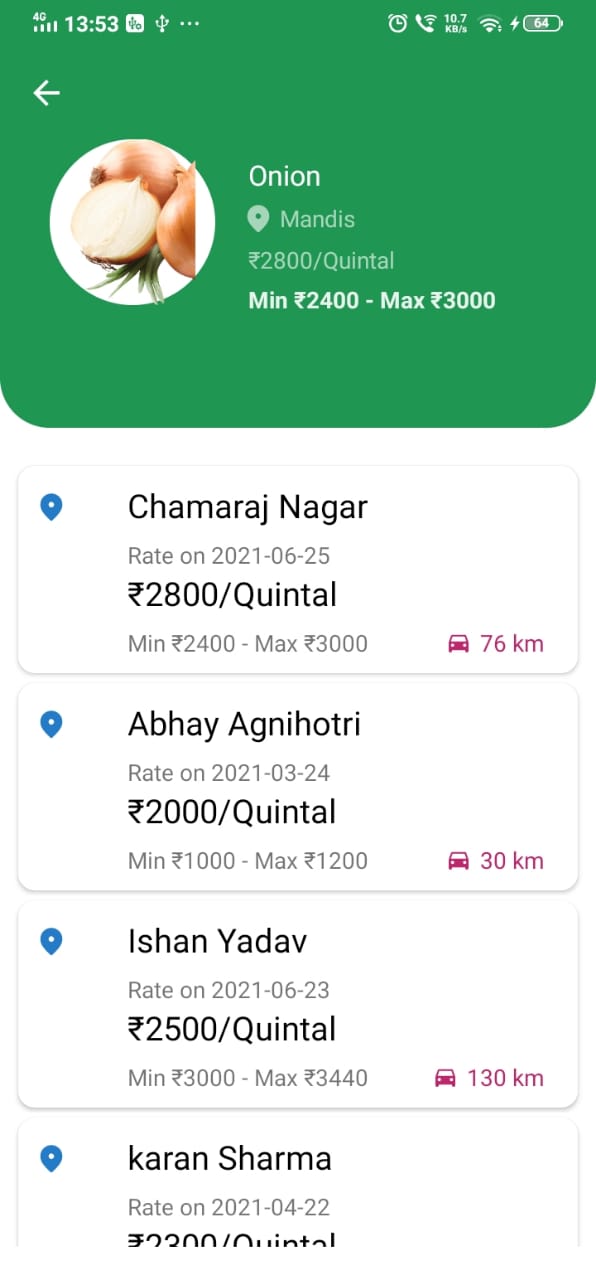 4G 13:53 10.7 KB/s 64
Onion
Mandis
₹2800/Quintal
Min ₹2400 - Max ₹3000
Chamaraj Nagar
Rate on 2021-06-25
₹2800/Quintal
Min ₹2400 - Max ₹3000 76 km
Abhay Agnihotri
Rate on 2021-03-24
₹2000/Quintal
Min ₹1000 - Max ₹1200 30 km
Ishan Yadav
Rate on 2021-06-23
₹2500/Quintal
Min ₹3000 - Max ₹3440 130 km
karan Sharma
Rate on 2021-04-22
₹2300/Quintal